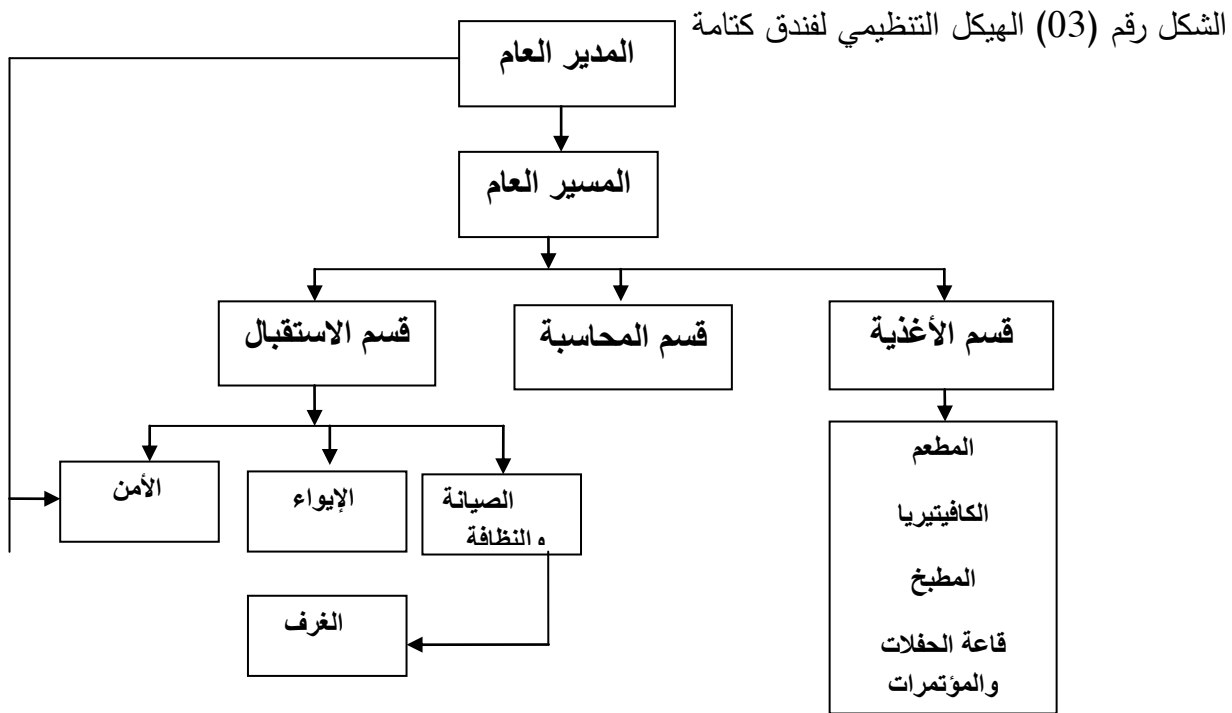 الشكل رقم (03) الهيكل التنظيمي لفندق كتامة
المدير العام
المسير العام
قسم الأغذية
قسم المحاسبة
قسم الاستقبال
المطعم
الكافيتيريا
المطبخ
قاعة الحفلات
والمؤتمرات
الصيانة
والنظافة
الإيواء
الأمن
الغرف